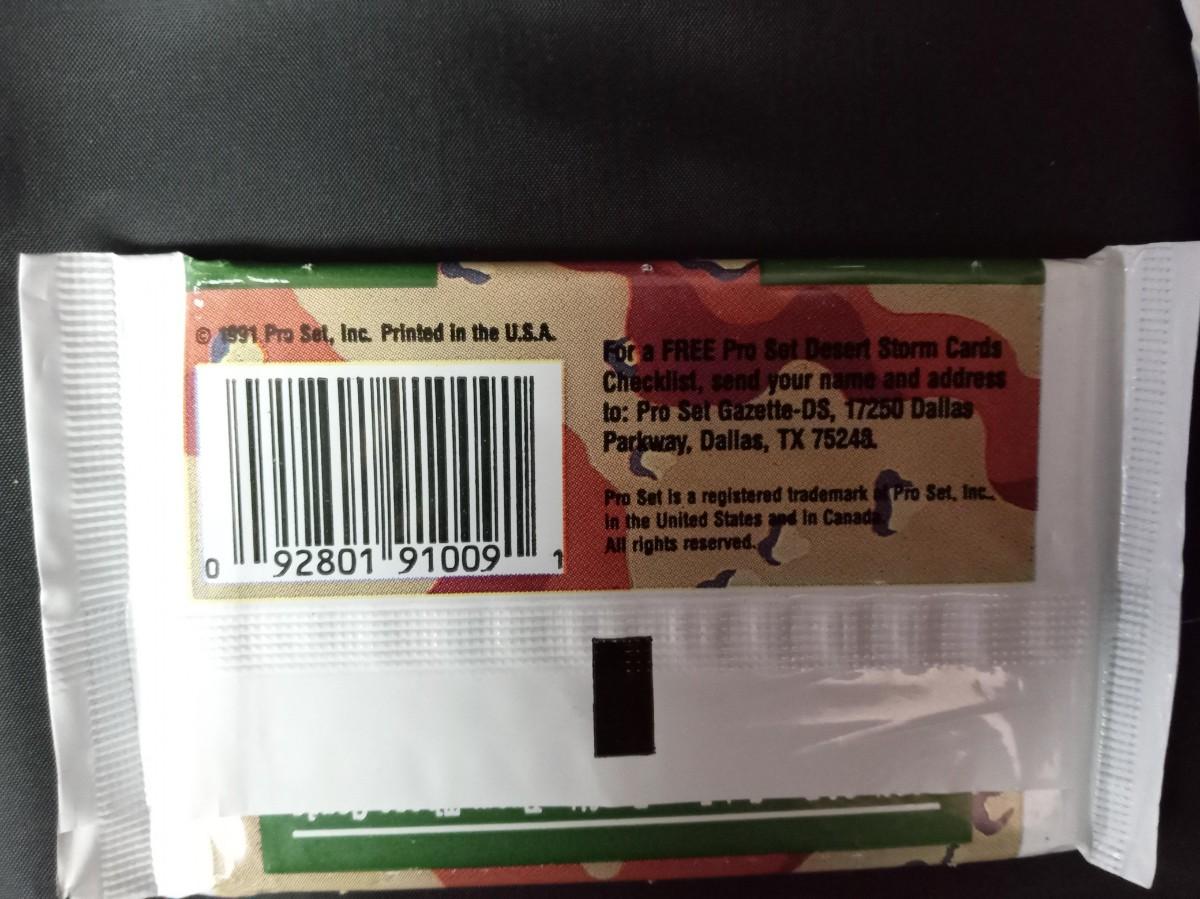 © 1991 Pro Set, Inc. Printed in the U.S.A.
0 92801 91009 1
For a FREE Pro Set Desert Storm Cards
Checklist, send your name and address
to: Pro Set Gazette-DS, 17250 Dallas
Parkway, Dallas, TX 75248.
Pro Set is a registered trademark of Pro Set, Inc.,
in the United States and in Canada.
All rights reserved.